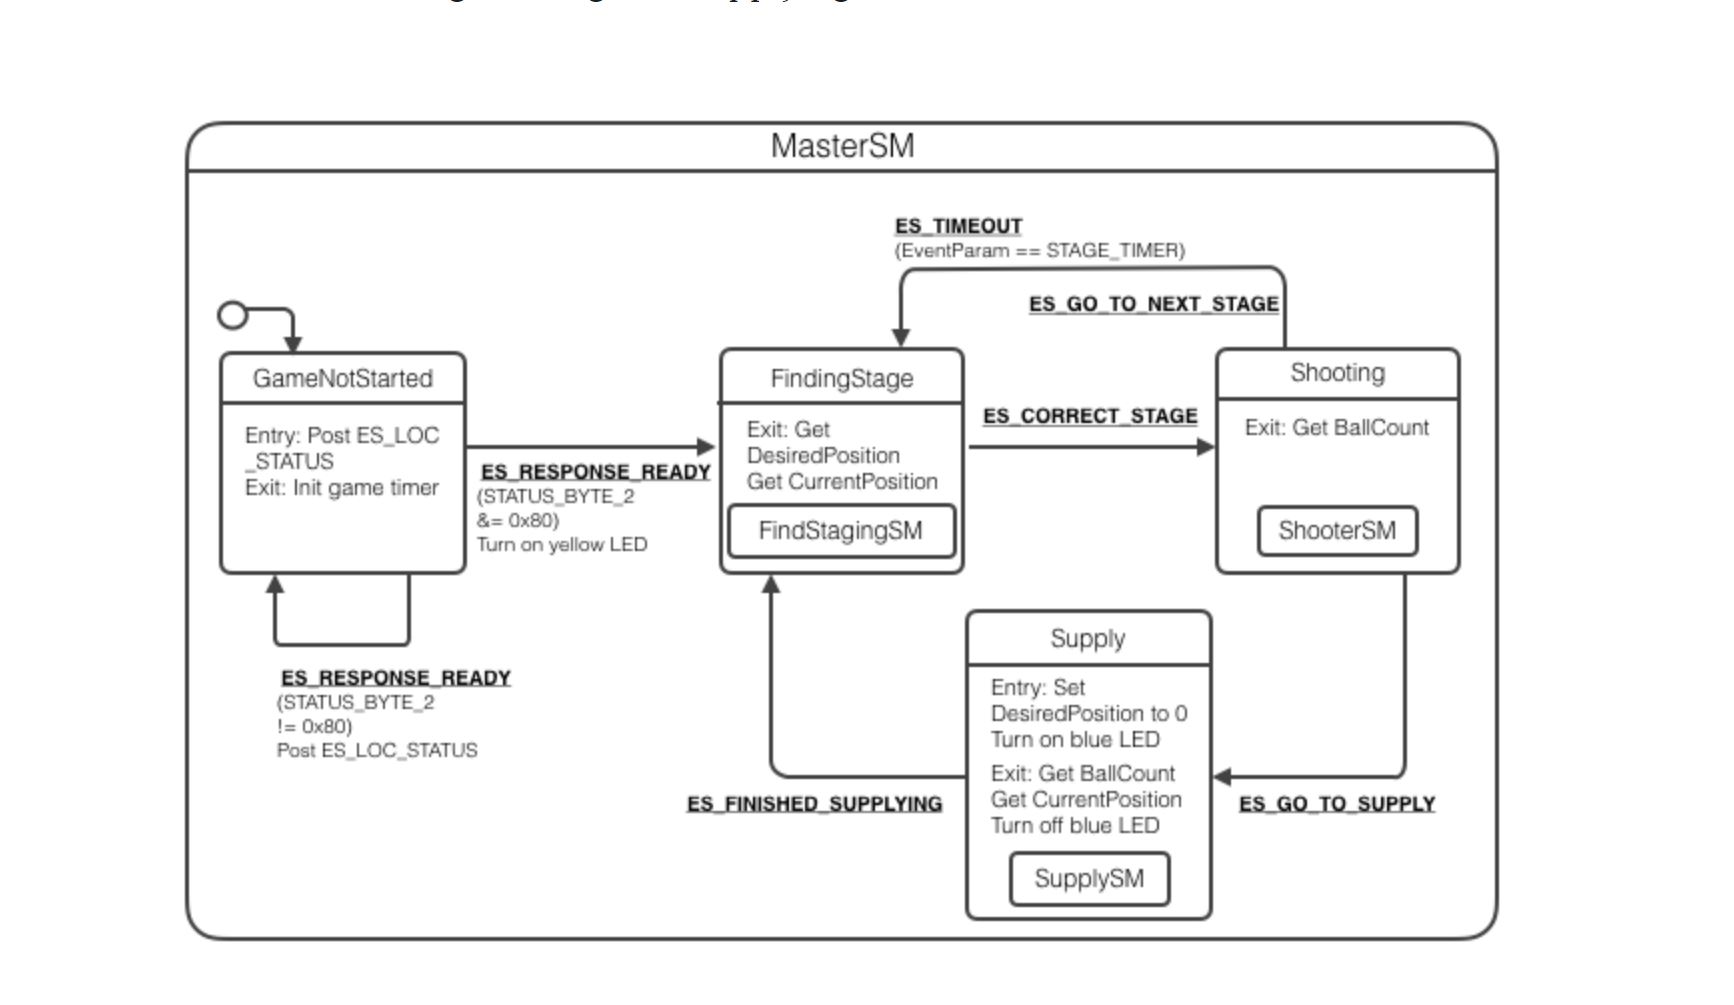 MasterSM
ES_TIMEOUT
(EventParam == STAGE_TIMER)
ES_GO_TO_NEXT_STAGE
GameNotStarted
Entry: Post ES_LOC
_STATUS
Exit: Init game timer
ES_RESPONSE_READY
(STATUS_BYTE_2
&= 0x80)
Turn on yellow LED
ES_RESPONSE_READY
(STATUS_BYTE_2
!= 0x80)
Post ES_LOC_STATUS
FindingStage
Exit: Get
DesiredPosition
Get CurrentPosition
FindStagingSM
ES_CORRECT_STAGE
Shooting
Exit: Get BallCount
ShooterSM
Supply
Entry: Set
DesiredPosition to 0
Turn on blue LED
Exit: Get BallCount
Get CurrentPosition
Turn off blue LED
SupplySM
ES_FINISHED_SUPPLYING
ES_GO_TO_SUPPLY